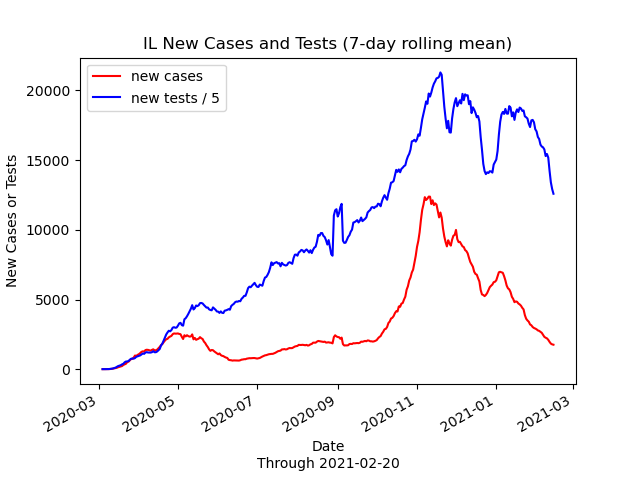 IL New Cases and Tests (7-day rolling mean)
new cases
new tests / 5
New Cases or Tests
20000
15000
10000
5000
0
2020-03
2020-05
2020-07
2020-09
2020-11
2021-01
2021-03
Date
Through 2021-02-20